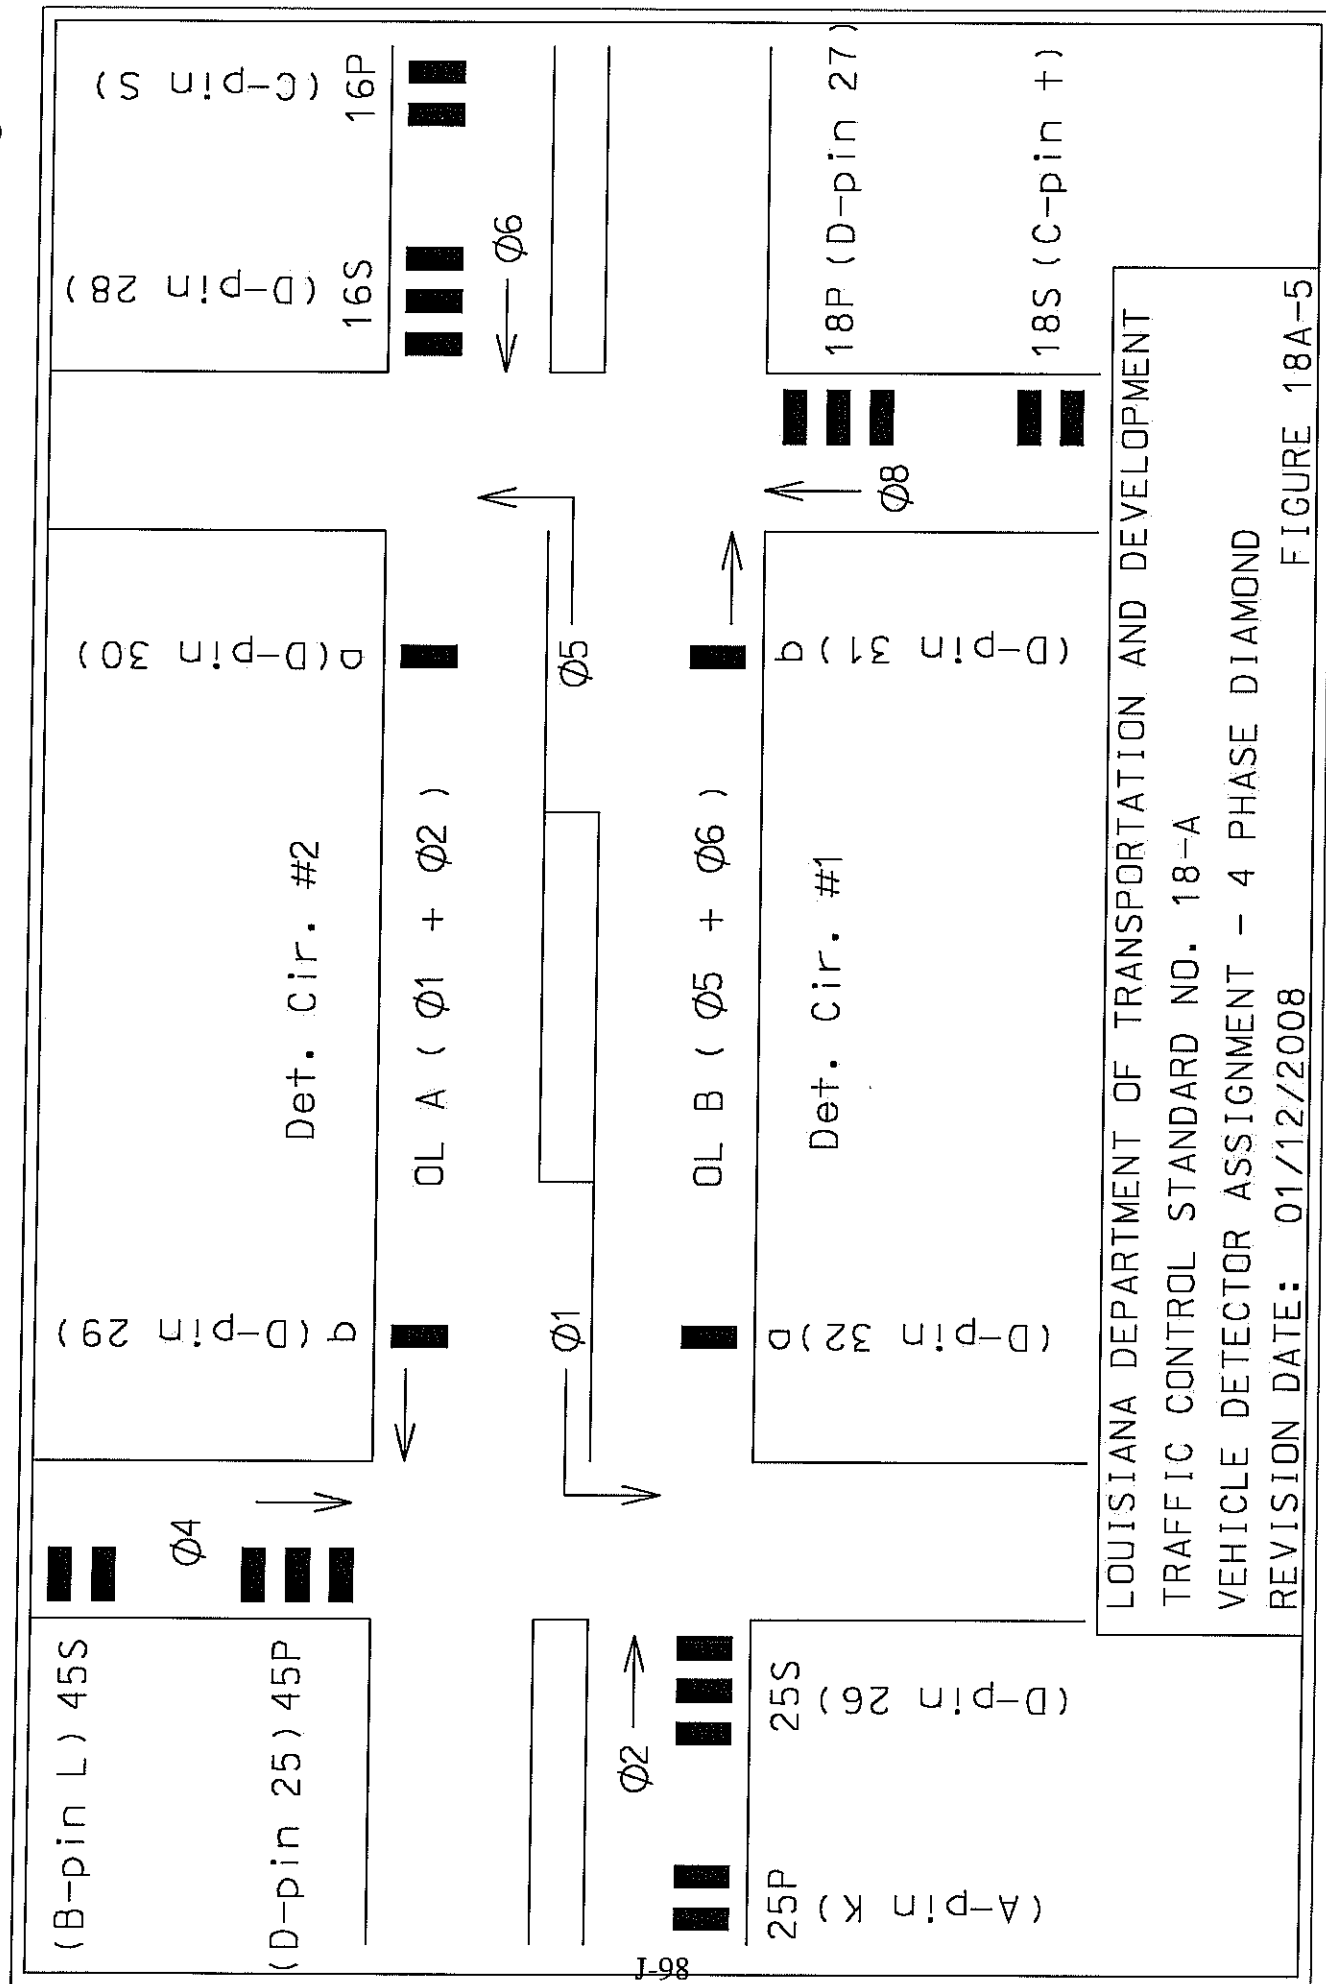 (B-pin L) 45S
(D-pin 25) 45P
Ø4
b (D-pin 29)
Det. Cir. #2
a (D-pin 30)
16S
(D-pin 28)
16P
(C-pin S)
OL A ( Ø1 + Ø2 )
Ø6
Ø1
Ø5
Ø2
OL B ( Ø5 + Ø6 )
25P
(A-pin K)
25S
(D-pin 26)
a (D-pin 32)
Det. Cir. #1
b (D-pin 31)
Ø8
18P (D-pin 27)
18S (C-pin t)
LOUISIANA DEPARTMENT OF TRANSPORTATION AND DEVELOPMENT
TRAFFIC CONTROL STANDARD NO. 18-A
VEHICLE DETECTOR ASSIGNMENT - 4 PHASE DIAMOND
REVISION DATE: 01/12/2008
FIGURE 18A-5
J-98